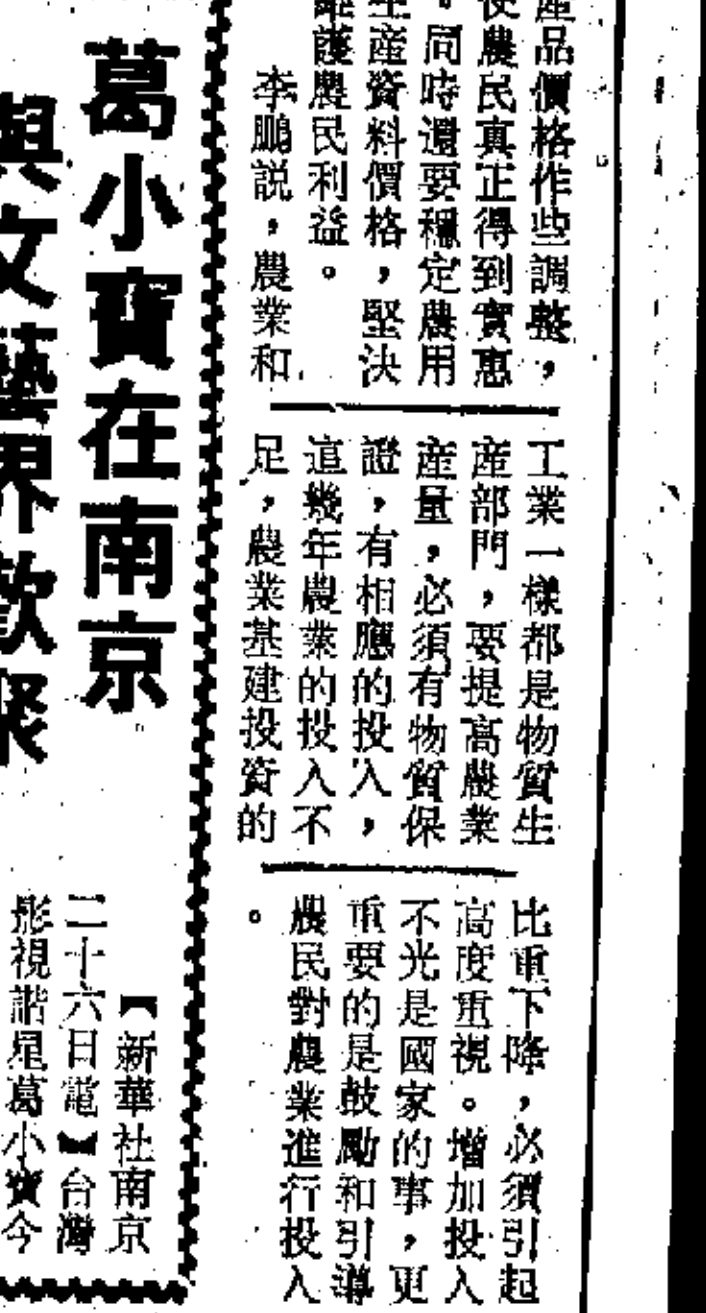 產品價格作些調整，
使農民真正得到實惠
。同時還要穩定農用
生產資料價格，堅決
維護農民利益。
李鵬説，農業和
工業一樣都是物質生
產部門，要提高農業
產量，必須有物質保
證，有相應的投入，
這幾年農業的投入不
足，農業基建投資的
比重下降，必須引起
高度重視。增加投入
不光是國家的事，更
重要的是鼓勵和引導
農民對農業進行投入
。
葛小寶在南京
與文藝界歡聚
【新華社南京
二十六日電】台灣
影視諧星葛小寶今